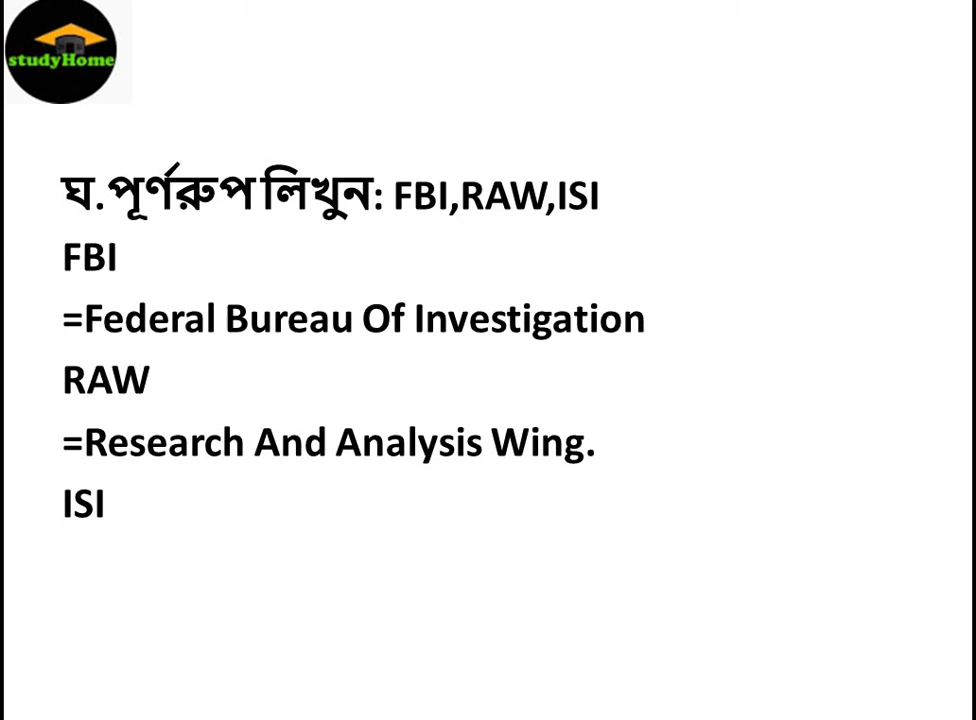 studyHome
ঘ.পূর্ণরুপ লিখুন: FBI,RAW,ISI
FBI
=Federal Bureau Of Investigation
RAW
=Research And Analysis Wing.
ISI